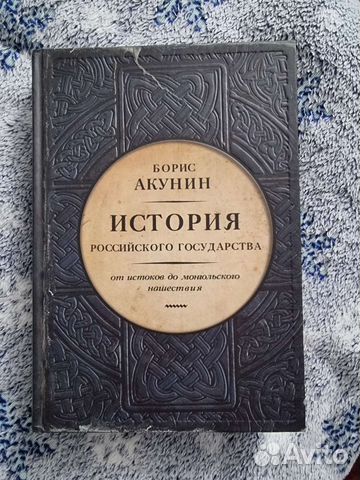 БОРИС
АКУНИН
ИСТОРИЯ
РОССИЙСКОГО ГОСУДАРСТВА
от истоков до монгольского
нашествия
Avito